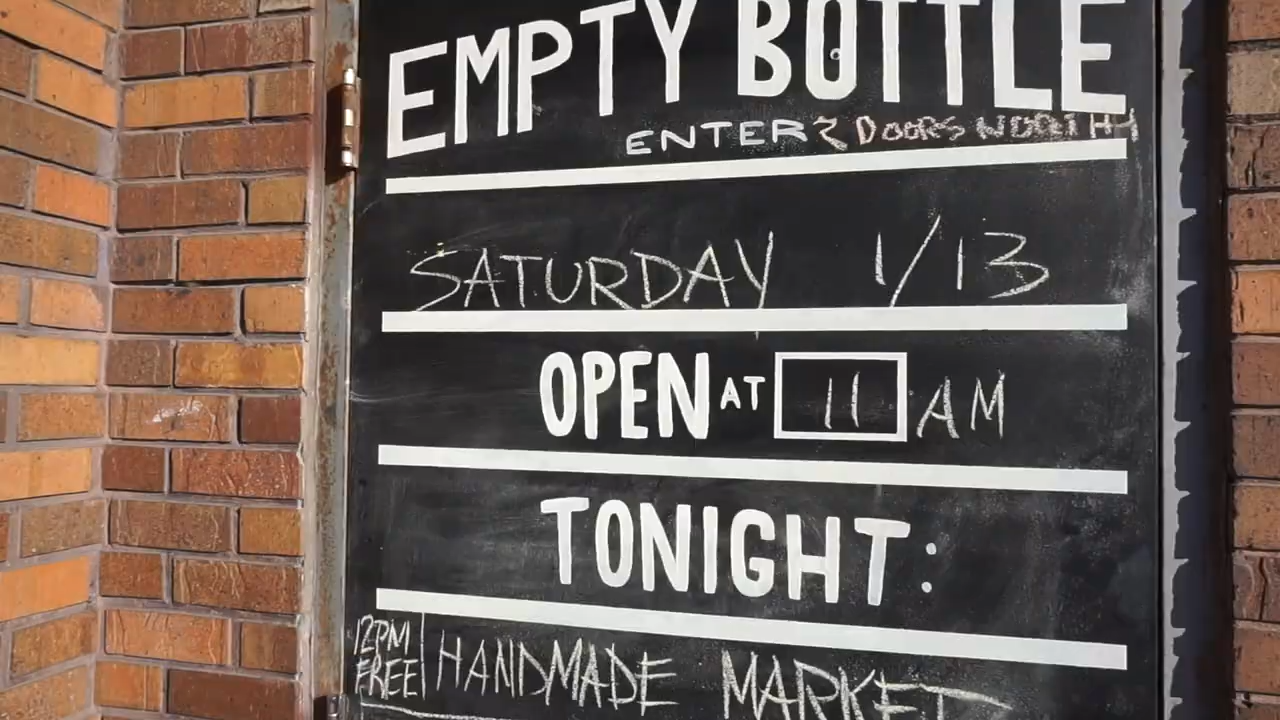 EMPTY BOTTLE
ENTER 2 DOORS NORTH
SATURDAY 1/13
OPEN AT 11 AM
TONIGHT:
12PM FREE HANDMADE MARKET